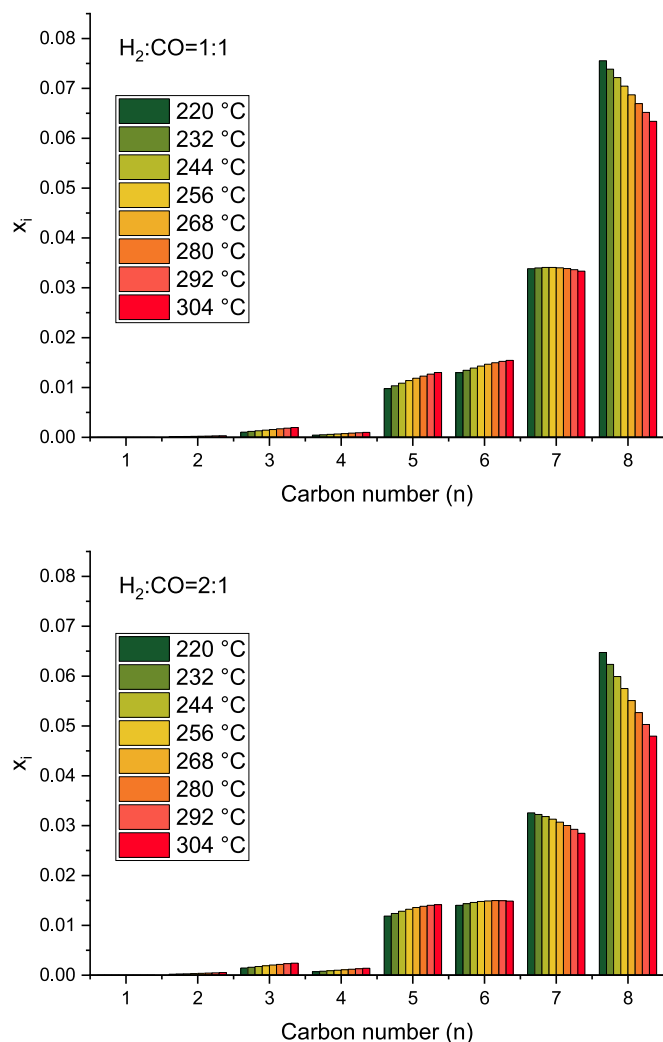 0.08
H₂:CO=1:1
0.07
220 °C
232 °C
0.06
244 °C
0.05
256 °C
xᵢ
268 °C
0.04
280 °C
292 °C
0.03
304 °C
0.02
0.01
0.00
1 2 3 4 5 6 7 8
Carbon number (n)
0.08
H₂:CO=2:1
0.07
220 °C
232 °C
0.06
244 °C
0.05
256 °C
xᵢ
268 °C
0.04
280 °C
292 °C
0.03
304 °C
0.02
0.01
0.00
1 2 3 4 5 6 7 8
Carbon number (n)